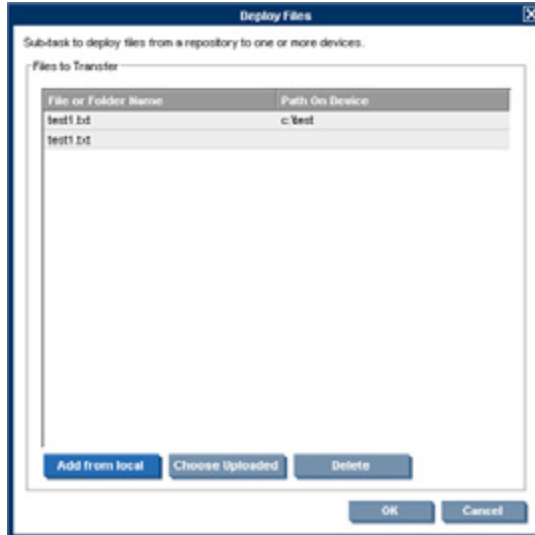 Deploy Files
Sub-task to deploy files from a repository to one or more devices.
Files to Transfer
File or Folder Name Path On Device
test1.txt c:\test
test1.txt
Add from local Choose Uploaded Delete
OK Cancel